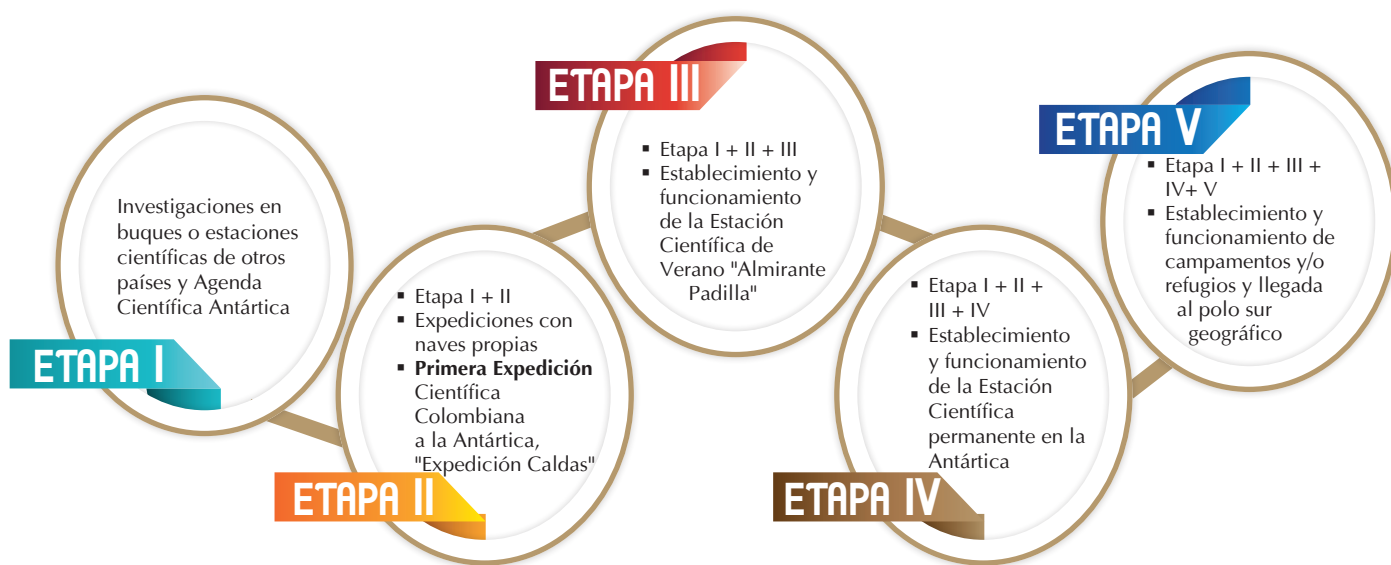 Investigaciones en
buques o estaciones
científicas de otros
países y Agenda
Científica Antártica
ETAPA I
▪ Etapa I + II
▪ Expediciones con
naves propias
▪ Primera Expedición
Científica
Colombiana
a la Antártica,
"Expedición Caldas"
ETAPA II
ETAPA III
▪ Etapa I + II + III
▪ Establecimiento y
funcionamiento
de la Estación
Científica de
Verano "Almirante
Padilla"
▪ Etapa I + II +
III + IV
▪ Establecimiento
y funcionamiento
de la Estación
Científica
permanente en la
Antártica
ETAPA IV
ETAPA V
▪ Etapa I + II + III +
IV+ V
▪ Establecimiento y
funcionamiento de
campamentos y/o
refugios y llegada
al polo sur
geográfico